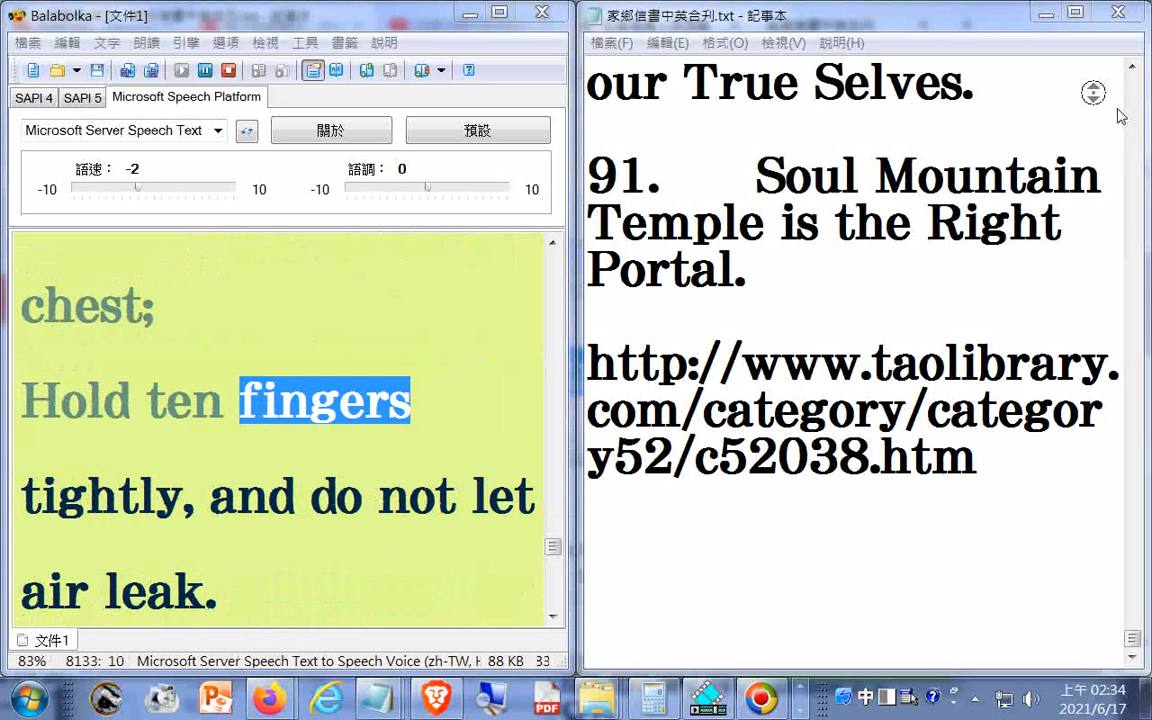 Balabolka - [文件1]
檔案 編輯 文字 朗讀 引擎 選項 檢視 工具 書籤 說明
SAPI 4 SAPI 5 Microsoft Speech Platform
Microsoft Server Speech Text 關於 預設
語速： -2 語調： 0
-10 10 -10 10
chest;
Hold ten fingers
tightly, and do not let
air leak.
文件1
83% 8133: 10 Microsoft Server Speech Text to Speech Voice (zh-TW, H 88 KB 33
家鄉信書中英合刋.txt - 記事本
檔案(F) 編輯(E) 格式(O) 檢視(V) 說明(H)
our True Selves.
91. Soul Mountain
Temple is the Right
Portal.
http://www.taolibrary.
com/category/categor
y52/c52038.htm
PDF
中
上午 02:34
2021/6/17